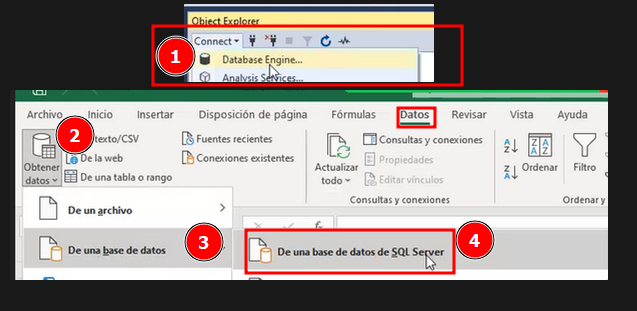 Object Explorer
Connect
1
Database Engine...
Analysis Services...
Archivo Inicio Insertar Disposición de página Fórmulas Datos Revisar Vista Ayuda
2
texto/CSV
Fuentes recientes
Consultas y conexiones
De la web
Conexiones existentes
Propiedades
Obtener datos
De una tabla o rango
Actualizar todo
Editar vínculos
Ordenar
Filtro
Consultas y conexiones
Ordenar y
De un archivo
fx
De una base de datos
3
De una base de datos de SQL Server
4